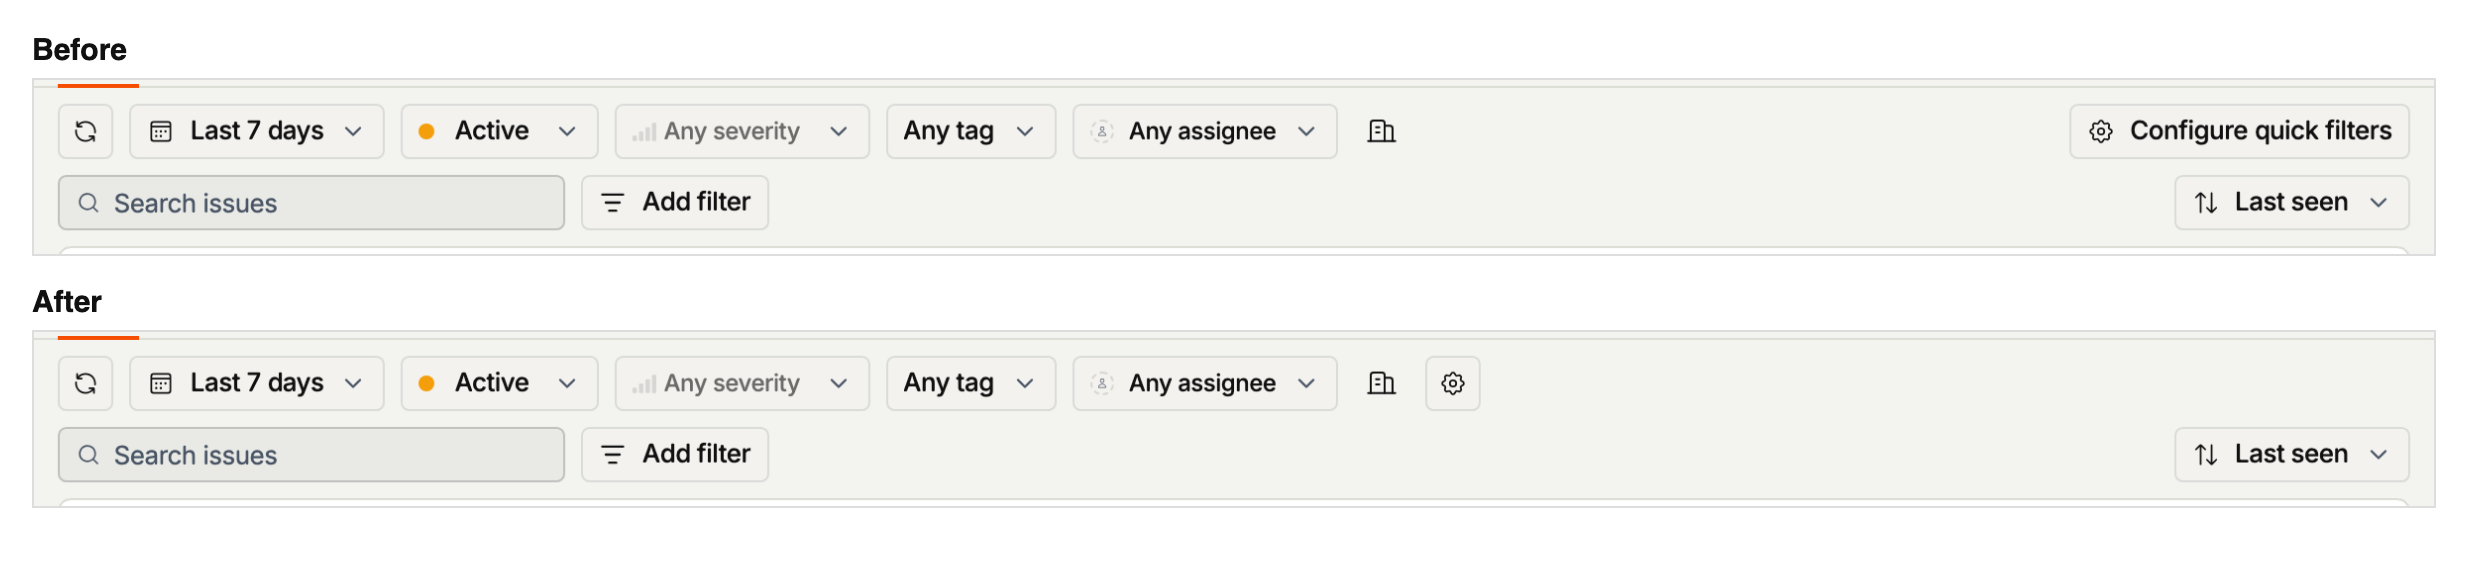 Before
Last 7 days Active Any severity Any tag Any assignee Configure quick filters
Search issues Add filter Last seen
After
Last 7 days Active Any severity Any tag Any assignee
Search issues Add filter Last seen